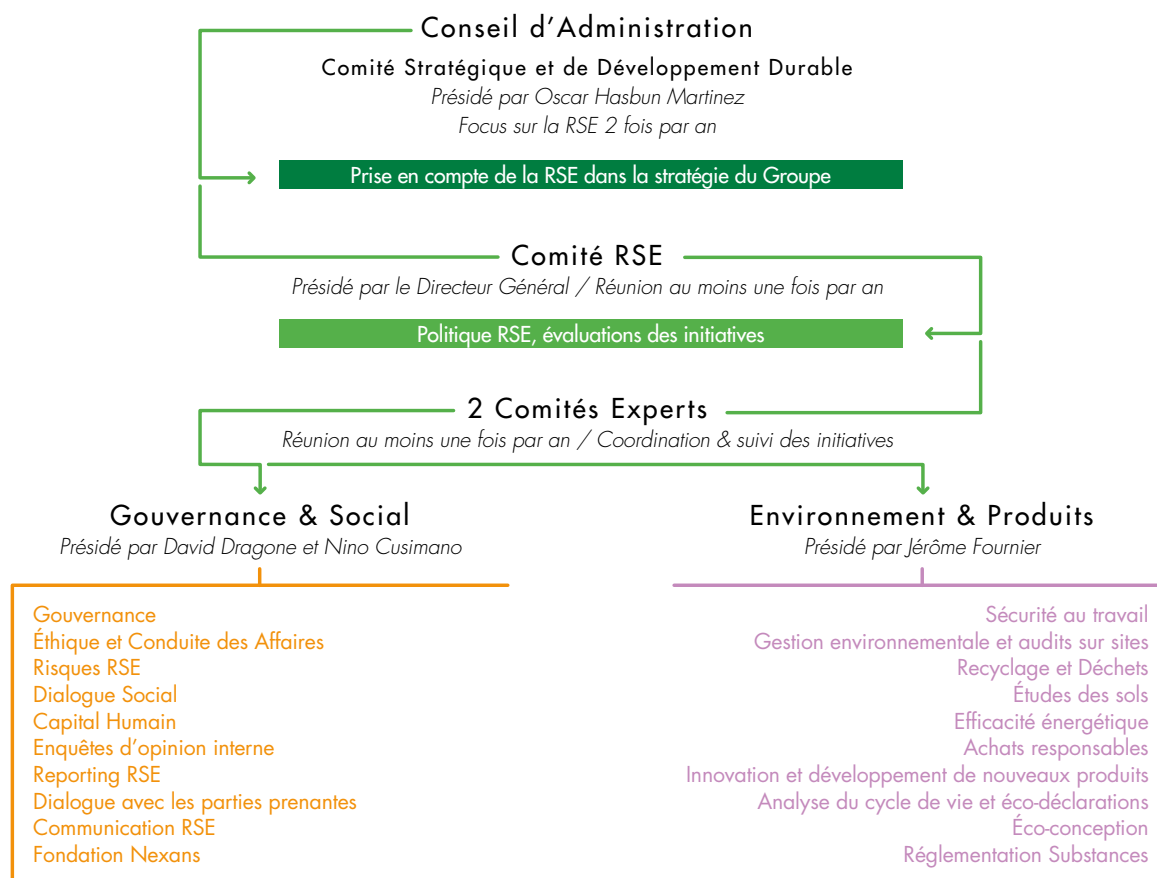 Conseil d'Administration
Comité Stratégique et de Développement Durable
Présidé par Oscar Hasbun Martinez
Focus sur la RSE 2 fois par an
Prise en compte de la RSE dans la stratégie du Groupe
Comité RSE
Présidé par le Directeur Général / Réunion au moins une fois par an
Politique RSE, évaluations des initiatives
2 Comités Experts
Réunion au moins une fois par an / Coordination & suivi des initiatives
Gouvernance & Social
Présidé par David Dragone et Nino Cusimano
Gouvernance
Éthique et Conduite des Affaires
Risques RSE
Dialogue Social
Capital Humain
Enquêtes d'opinion interne
Reporting RSE
Dialogue avec les parties prenantes
Communication RSE
Fondation Nexans
Environnement & Produits
Présidé par Jérôme Fournier
Sécurité au travail
Gestion environnementale et audits sur sites
Recyclage et Déchets
Études des sols
Efficacité énergétique
Achats responsables
Innovation et développement de nouveaux produits
Analyse du cycle de vie et éco-déclarations
Éco-conception
Réglementation Substances